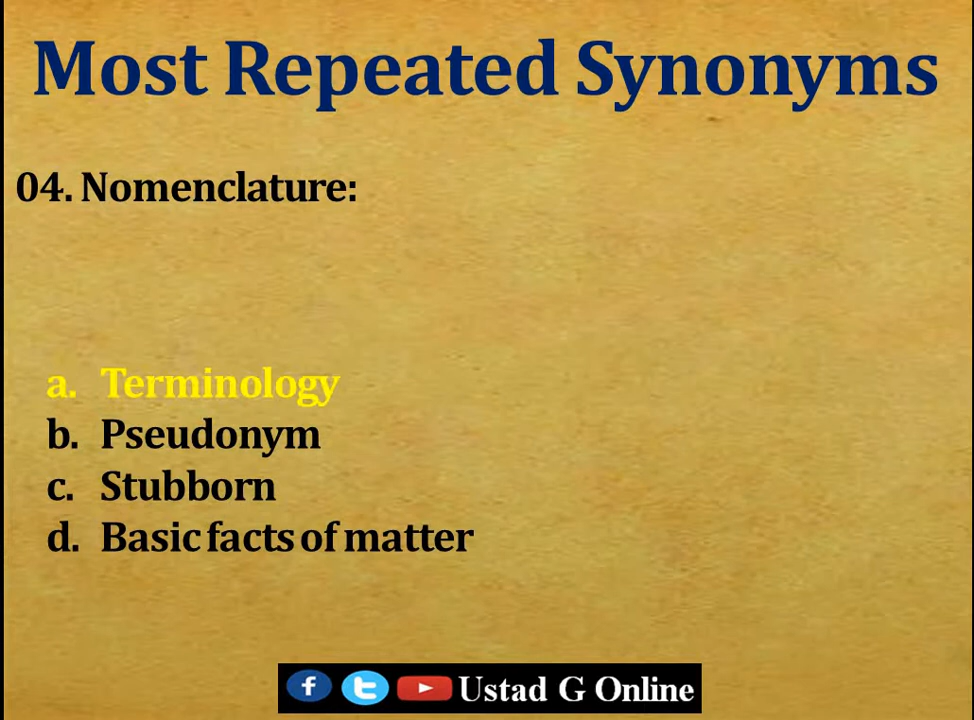 Most Repeated Synonyms
04. Nomenclature:
a. Terminology
b. Pseudonym
c. Stubborn
d. Basic facts of matter
Ustad G Online